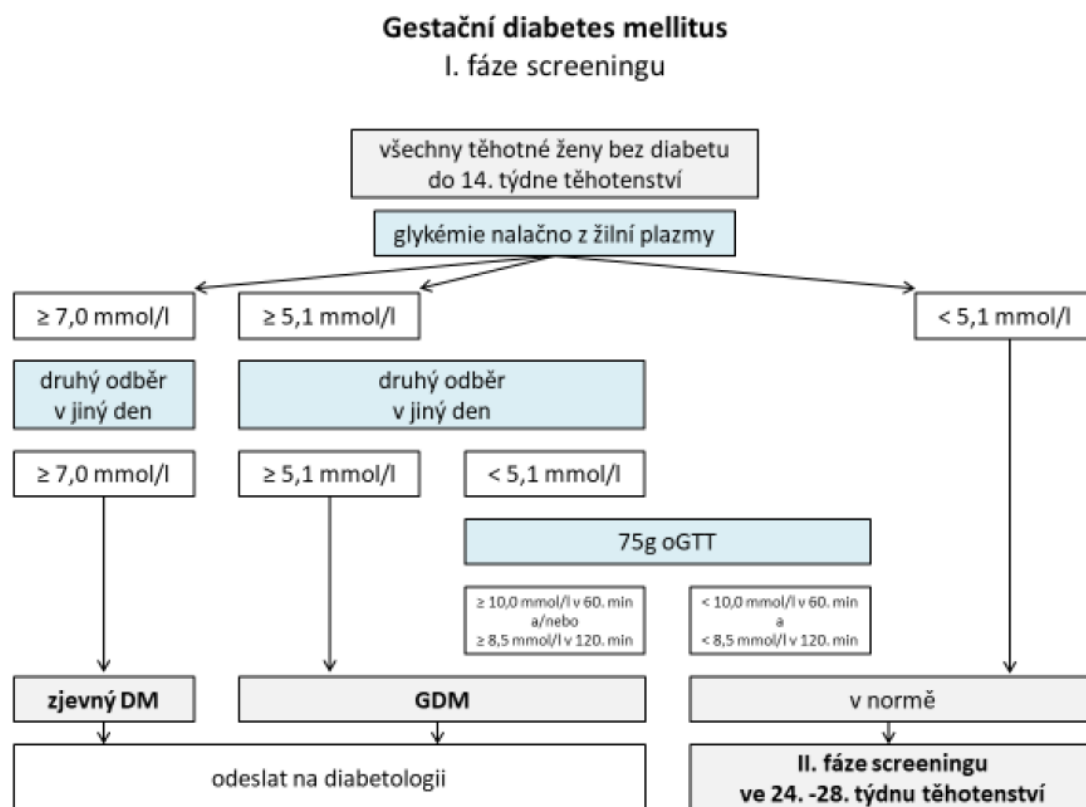 Gestační diabetes mellitus
I. fáze screeningu
všechny těhotné ženy bez diabetu
do 14. týdne těhotenství
glykémie nalačno z žilní plazmy
≥ 7,0 mmol/l
≥ 5,1 mmol/l
< 5,1 mmol/l
druhý odběr
v jiný den
druhý odběr
v jiný den
≥ 7,0 mmol/l
≥ 5,1 mmol/l
< 5,1 mmol/l
75g oGTT
≥ 10,0 mmol/l v 60. min
a/nebo
≥ 8,5 mmol/l v 120. min
< 10,0 mmol/l v 60. min
a
< 8,5 mmol/l v 120. min
zjevný DM
GDM
v normě
odeslat na diabetologii
II. fáze screeningu
ve 24. -28. týdnu těhotenství